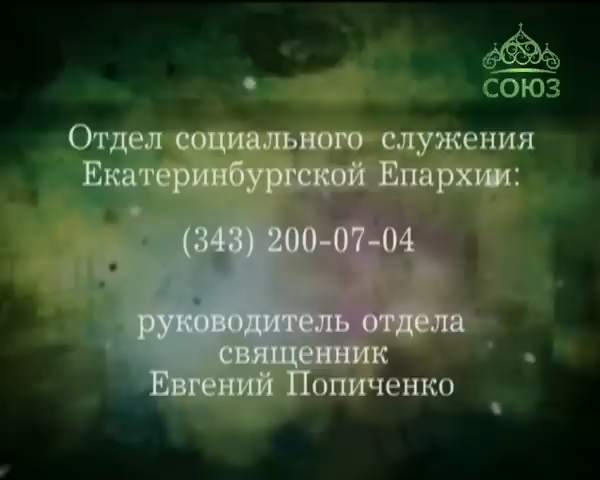 СОЮЗ
Отдел социального служения
Екатеринбургской Епархии:
(343) 200-07-04
руководитель отдела
священник
Евгений Попиченко